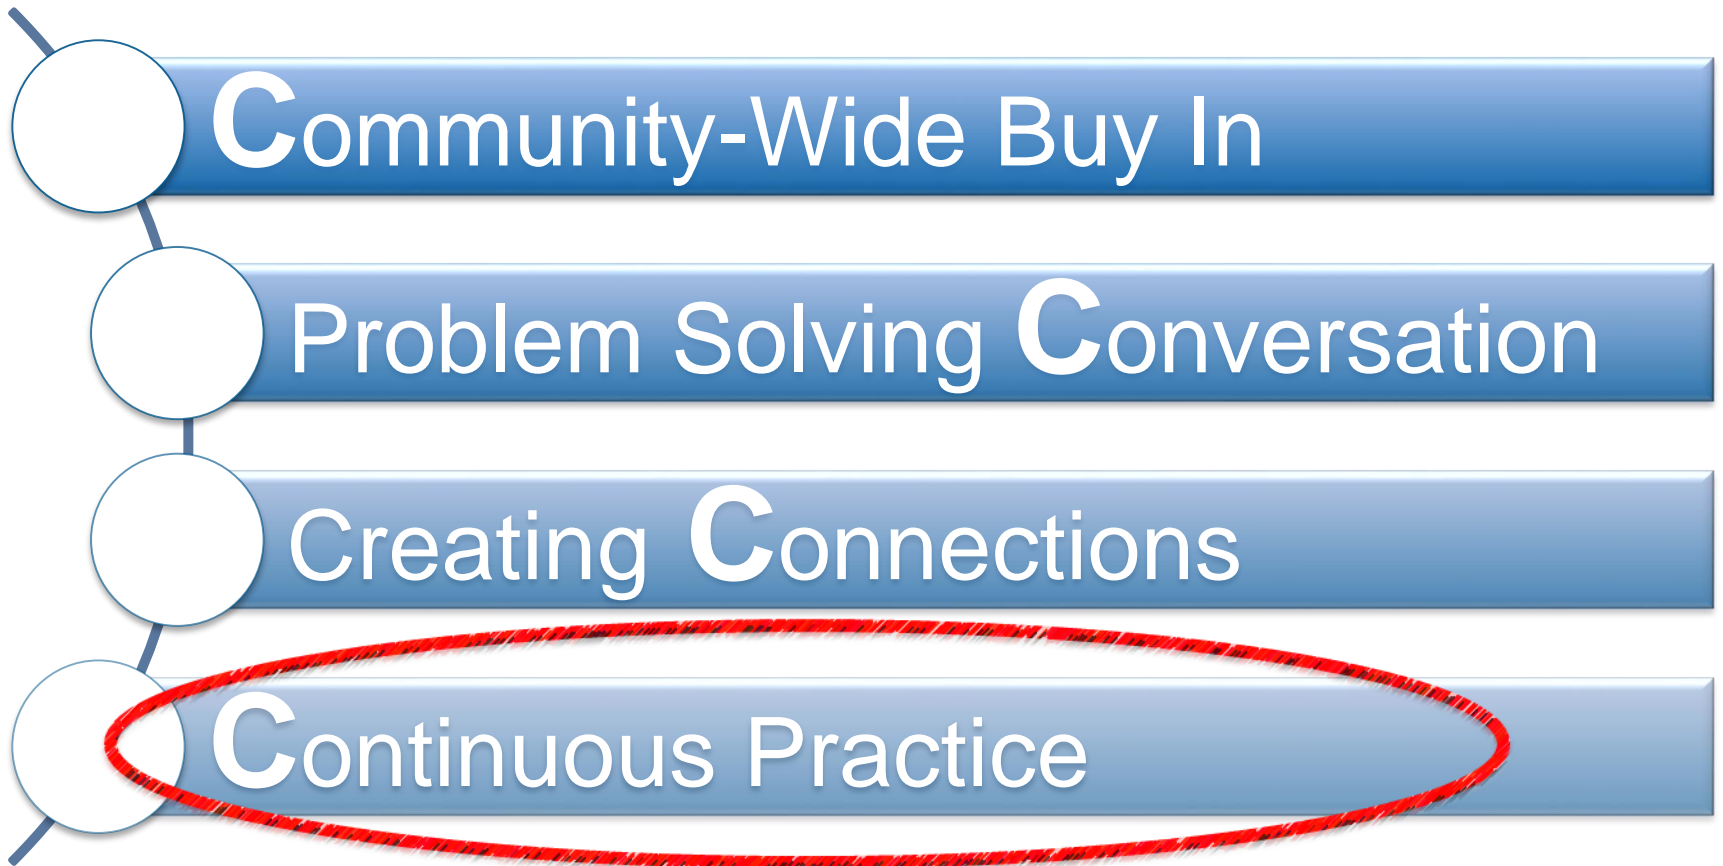 Community-Wide Buy In
Problem Solving Conversation
Creating Connections
Continuous Practice